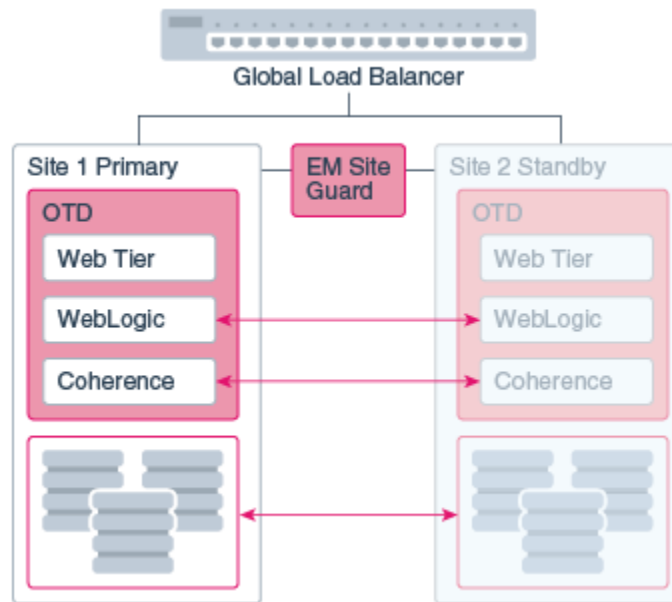 Global Load Balancer
Site 1 Primary
EM Site
Guard
Site 2 Standby
OTD
Web Tier
WebLogic
Coherence
OTD
Web Tier
WebLogic
Coherence